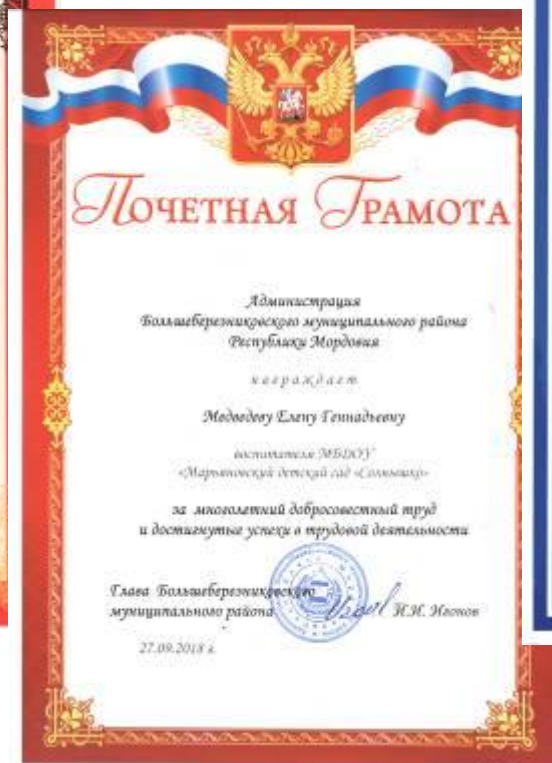 Почетная Грамота
Администрация
Большеберезниковского муниципального района
Республики Мордовия
награждает
Медведеву Елену Геннадьевну
воспитателя МБДОУ
«Марьяновский детский сад «Солнышко»
за многолетний добросовестный труд
и достигнутые успехи в трудовой деятельности
Глава Большеберезниковского
муниципального района И.Н.
27.09.2018 г.